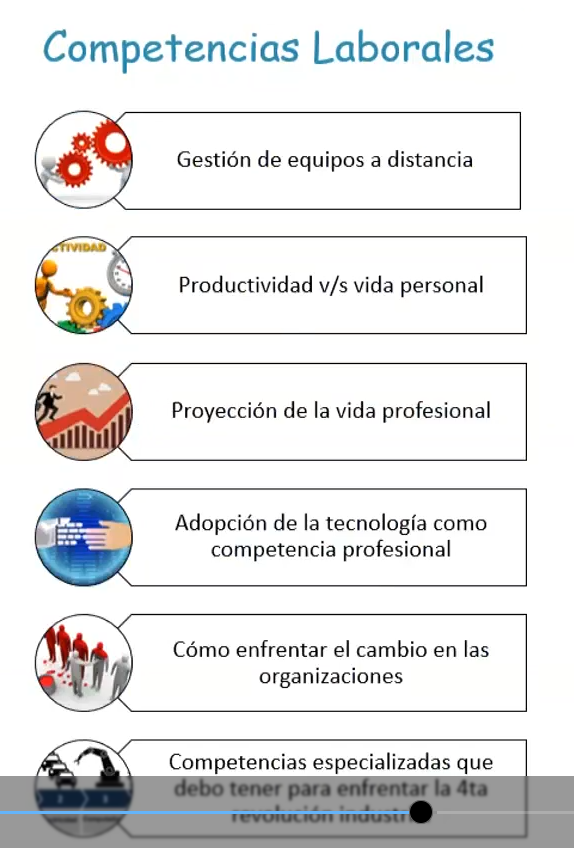 Competencias Laborales
Gestión de equipos a distancia
TIVIDAD
Productividad v/s vida personal
Proyección de la vida profesional
Adopción de la tecnología como
competencia profesional
Cómo enfrentar el cambio en las
organizaciones
Competencias especializadas que
debo tener para enfrentar la 4ta
2 3
revolución